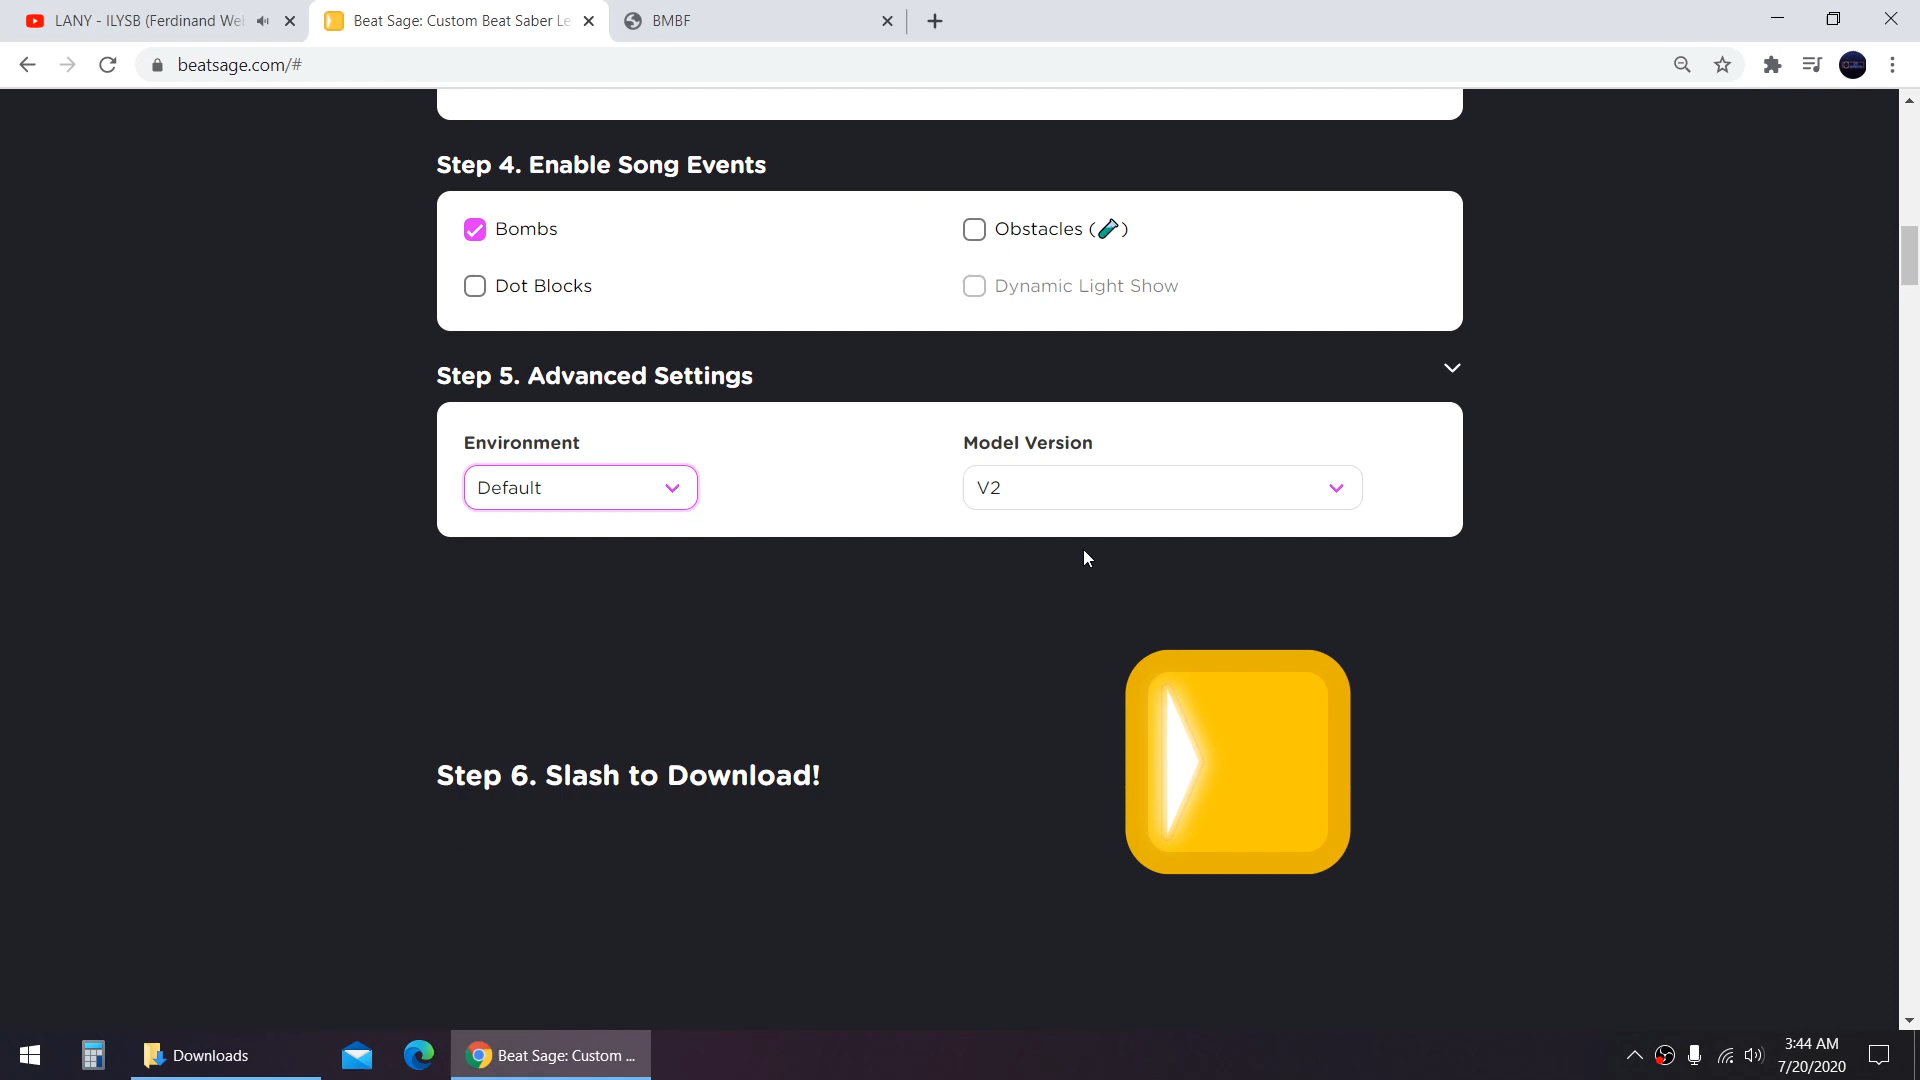 LANY - ILYSB (Ferdinand We
Beat Sage: Custom Beat Saber Le
BMBF
beatsage.com/#
Step 4. Enable Song Events
Bombs
Obstacles (🧪)
Dot Blocks
Dynamic Light Show
Step 5. Advanced Settings
Environment
Model Version
Default
V2
Step 6. Slash to Download!
Downloads
Beat Sage: Custom ...
3:44 AM
7/20/2020